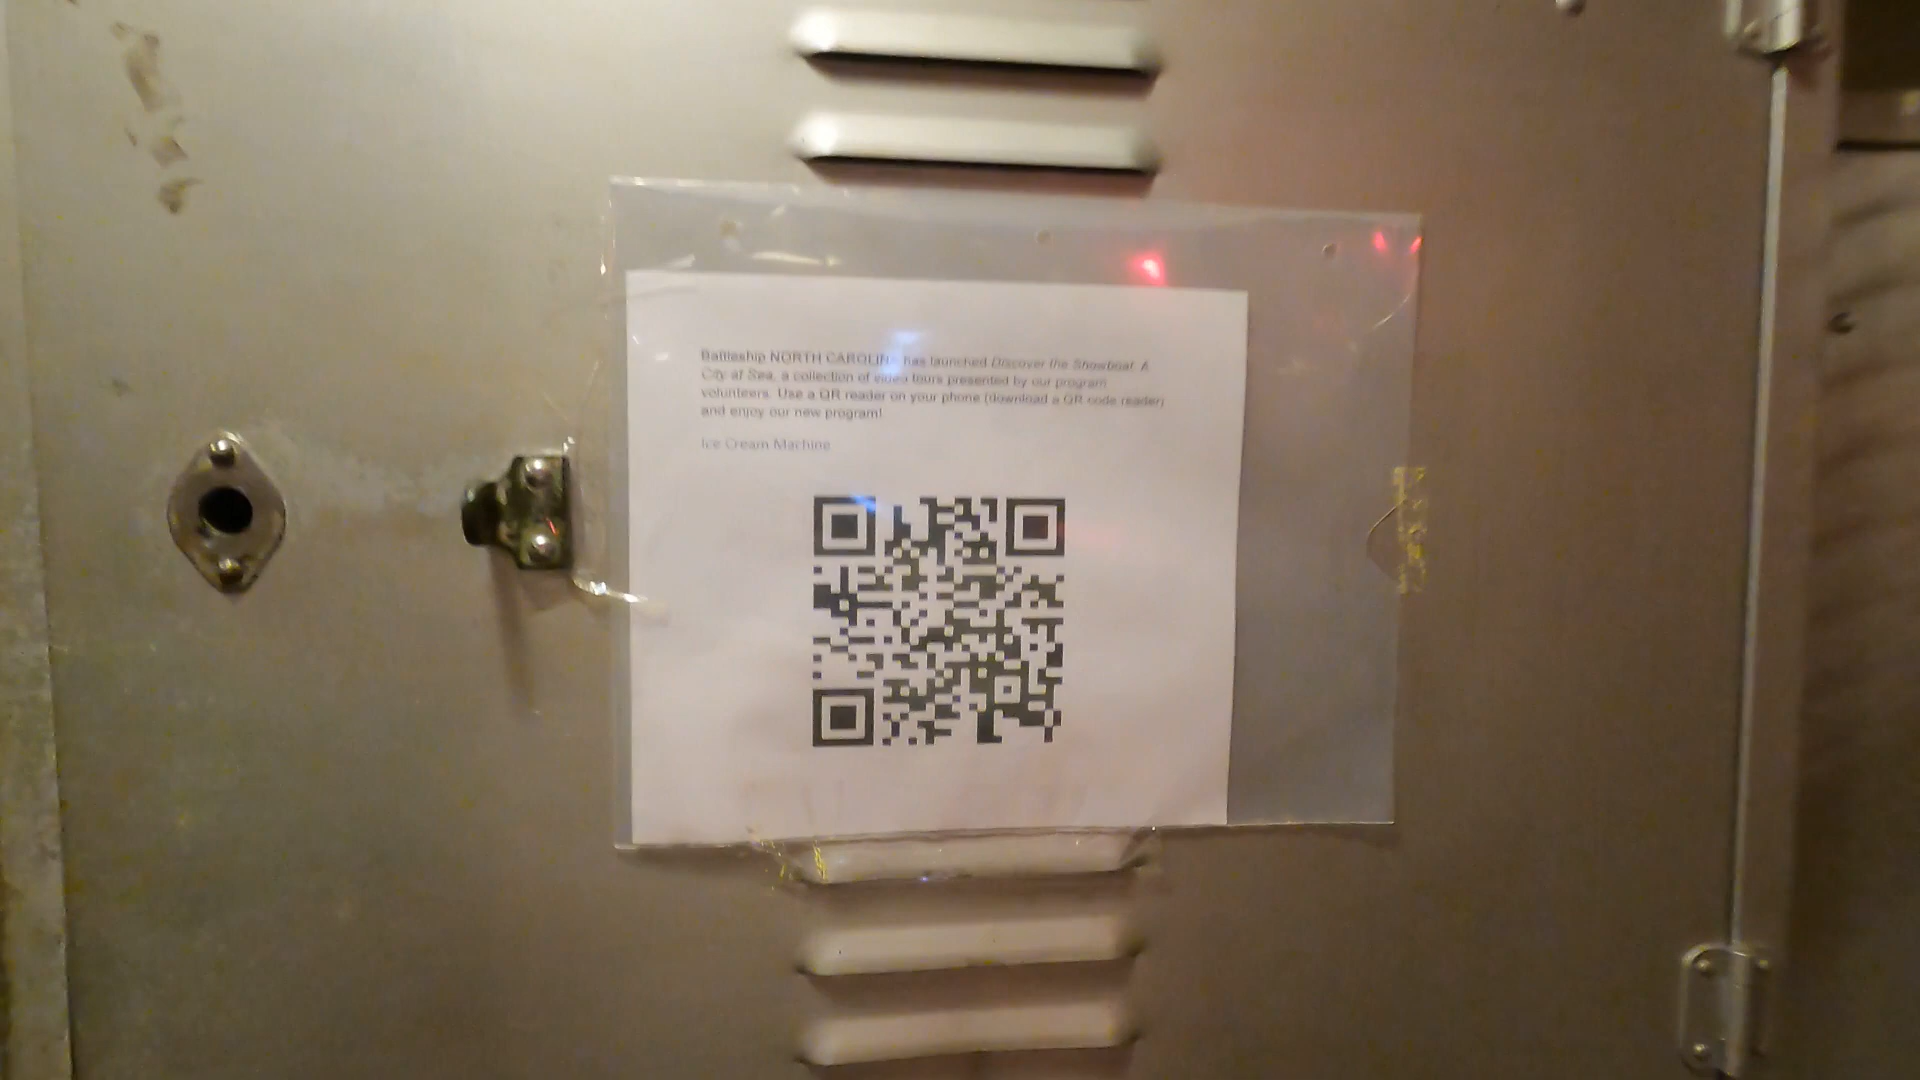 Battleship NORTH CAROLINA has launched Discover the Showboat: A
City at Sea, a collection of video tours presented by our program
volunteers. Use a QR reader on your phone (download a QR code reader)
and enjoy our new program!
Ice Cream Machine